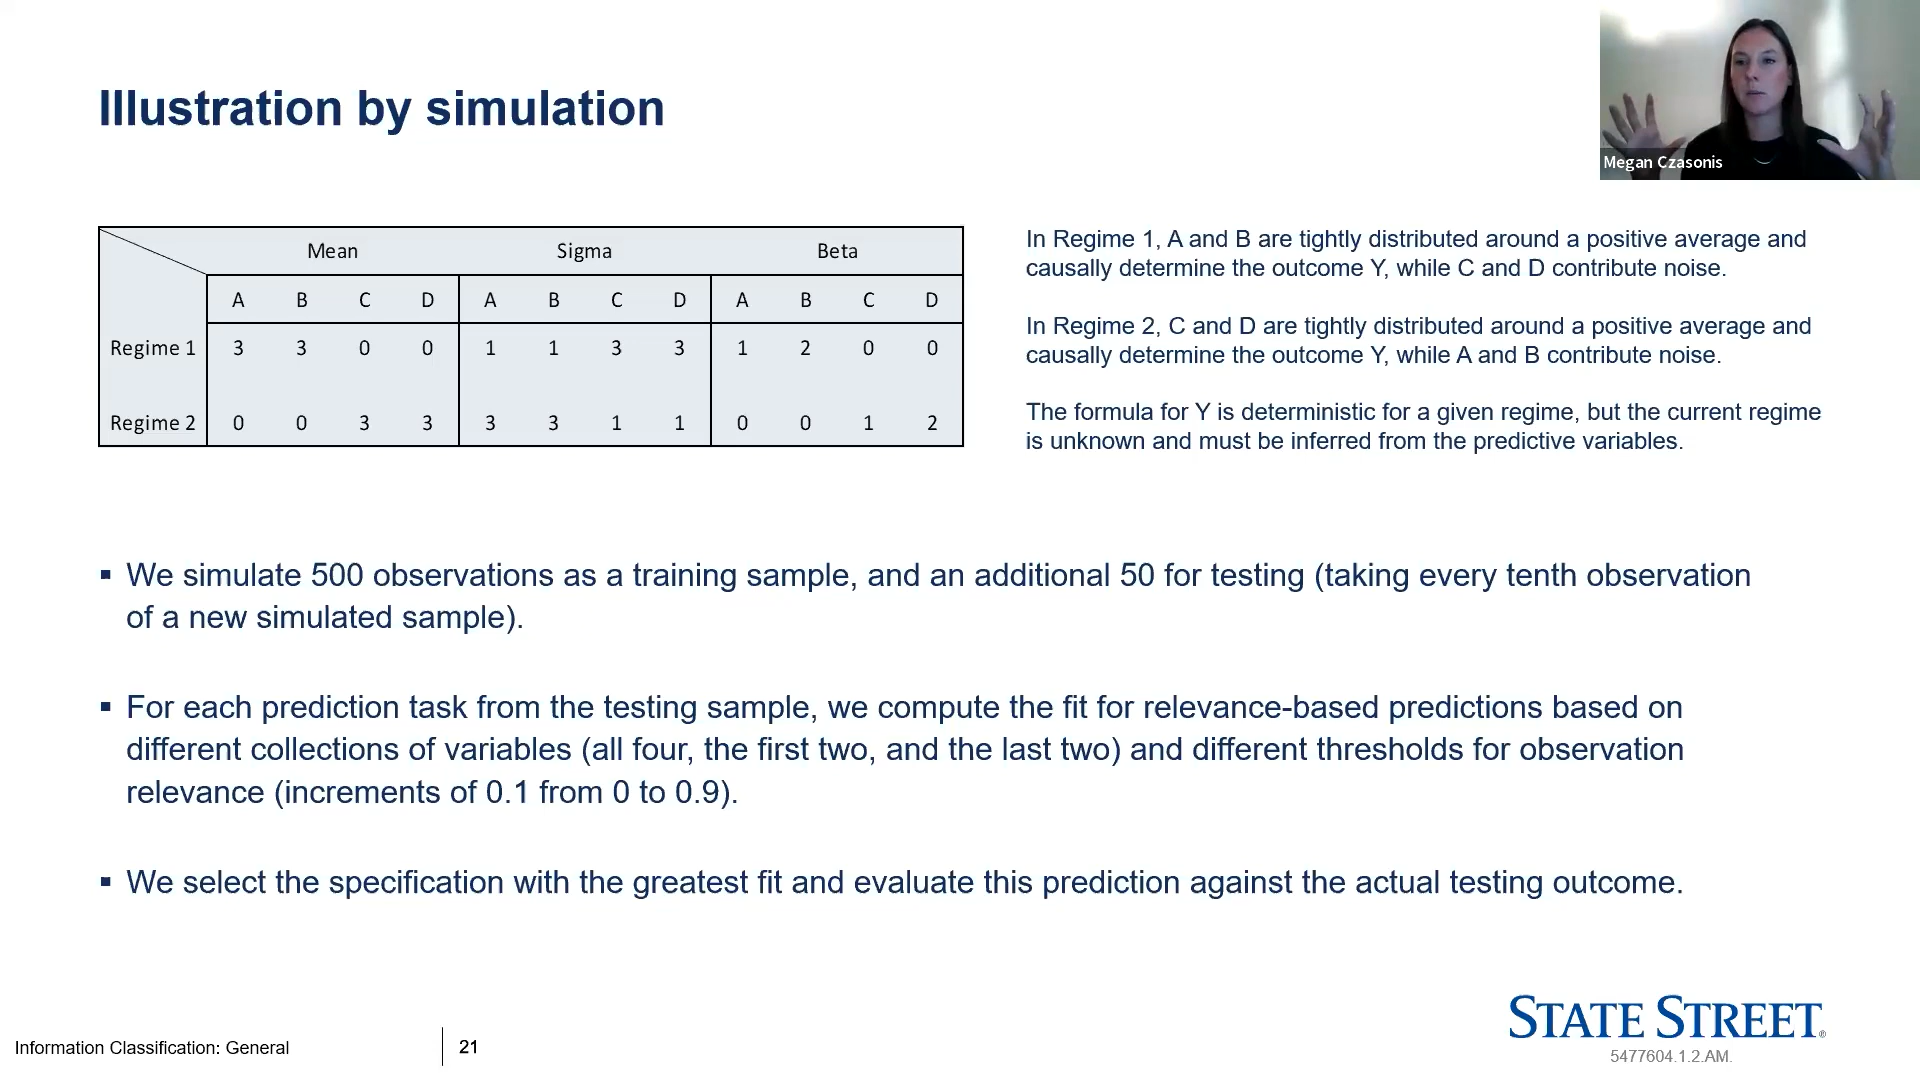 Illustration by simulation
Megan Czasonis
Mean Sigma Beta
A B C D A B C D A B C D
Regime 1 3 3 0 0 1 1 3 3 1 2 0 0
Regime 2 0 0 3 3 3 3 1 1 0 0 1 2
In Regime 1, A and B are tightly distributed around a positive average and
causally determine the outcome Y, while C and D contribute noise.
In Regime 2, C and D are tightly distributed around a positive average and
causally determine the outcome Y, while A and B contribute noise.
The formula for Y is deterministic for a given regime, but the current regime
is unknown and must be inferred from the predictive variables.
▪ We simulate 500 observations as a training sample, and an additional 50 for testing (taking every tenth observation
of a new simulated sample).
▪ For each prediction task from the testing sample, we compute the fit for relevance-based predictions based on
different collections of variables (all four, the first two, and the last two) and different thresholds for observation
relevance (increments of 0.1 from 0 to 0.9).
▪ We select the specification with the greatest fit and evaluate this prediction against the actual testing outcome.
Information Classification: General
21
STATE STREET®
5477604.1.2.AM.